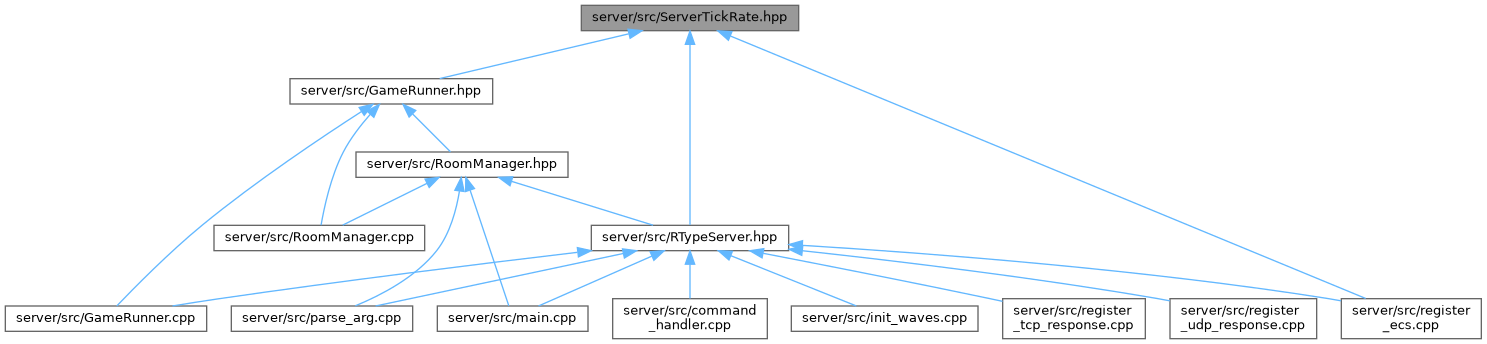 server/src/ServerTickRate.hpp
server/src/GameRunner.hpp
server/src/RoomManager.hpp
server/src/RoomManager.cpp
server/src/RTypeServer.hpp
server/src/GameRunner.cpp
server/src/parse_arg.cpp
server/src/main.cpp
server/src/command
_handler.cpp
server/src/init_waves.cpp
server/src/register
_tcp_response.cpp
server/src/register
_udp_response.cpp
server/src/register
_ecs.cpp